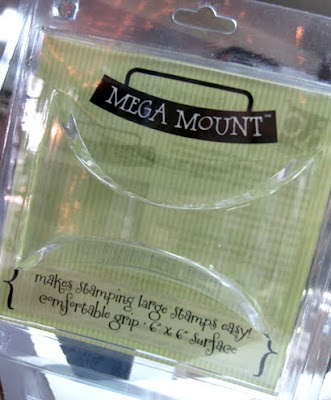 MEGA MOUNT™
{ makes stamping large stamps easy!
comfortable grip · 6" x 6" surface }